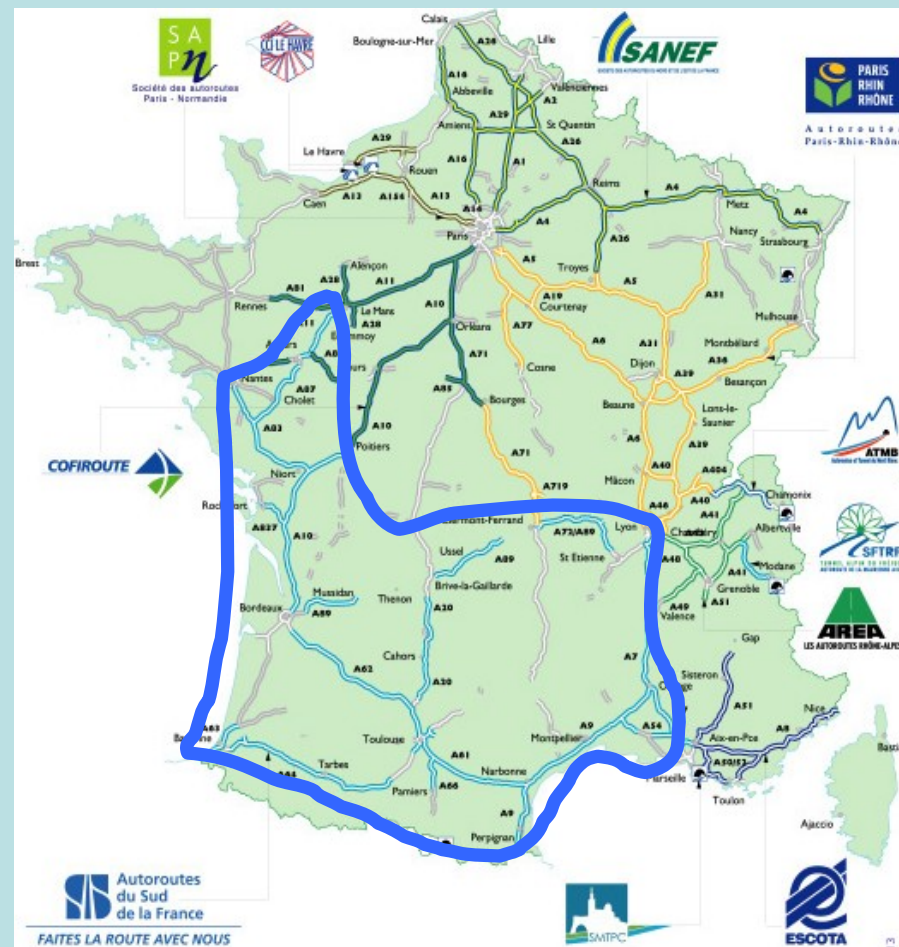 SAPn
Société des autoroutes
Paris - Normandie
CCI LE HAVRE
SANEF
PARIS
RHIN
RHÔNE
Autoroutes
Paris-Rhin-Rhône
Calais
Boulogne-sur-Mer
A26
Lille
A16
Valenciennes
Abbeville
A2
A29
Amiens
St Quentin
A26
A29
Le Havre
A16
A1
Rouen
Reims
A4
Caen
A13
A154
A13
A14
Metz
A4
Paris
A4
Nancy
Strasbourg
A26
Brest
A5
Troyes
Alençon
A11
A5
A28
A81
A10
A19
A31
Rennes
Le Mans
Courtenay
Mulhouse
A11
A28
Orléans
A77
A6
A31
Montbéliard
A36
A71
Dijon
Cosne
A39
Besançon
Nantes
A87
Cholet
A85
Bourges
Beaune
Lons-le-
Saunier
A83
A10
A6
A39
ATMB
Poitiers
A71
COFIROUTE
Niort
Mâcon
A40
A404
A719
A40
Chamonix
A46
A41
A837
A10
Lyon
Albertville
Ussel
A72/A89
SFTRF
A89
St Etienne
A48
A41
Modane
Brive-la-Gaillarde
Grenoble
Mussidan
Thenon
A49
A51
Bordeaux
A20
Valence
AREA
A89
LES AUTOROUTES RHÔNE-ALPES
Gap
Cahors
A7
A62
Sisteron
A20
A51
Nice
A63
A9
A54
A8
Toulouse
Montpellier
Aix-en-Pce
A61
A50/52
Bastia
Tarbes
Narbonne
Marseille
A64
Pamiers
A66
Toulon
A9
Perpignan
Ajaccio
Autoroutes
du Sud
de la France
FAITES LA ROUTE AVEC NOUS
SMTPC
ESCOTA